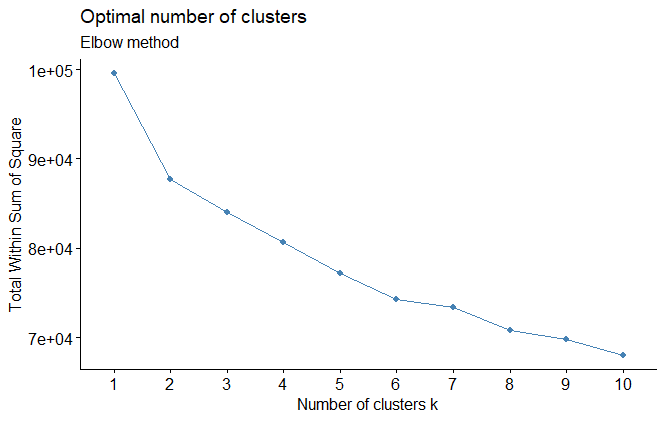 Optimal number of clusters
Elbow method
1e+05
9e+04
8e+04
7e+04
Total Within Sum of Square
1 2 3 4 5 6 7 8 9 10
Number of clusters k